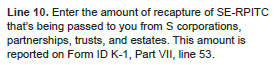 Line 10. Enter the amount of recapture of SE-RPITC
that's being passed to you from S corporations,
partnerships, trusts, and estates. This amount is
reported on Form ID K-1, Part VII, line 53.